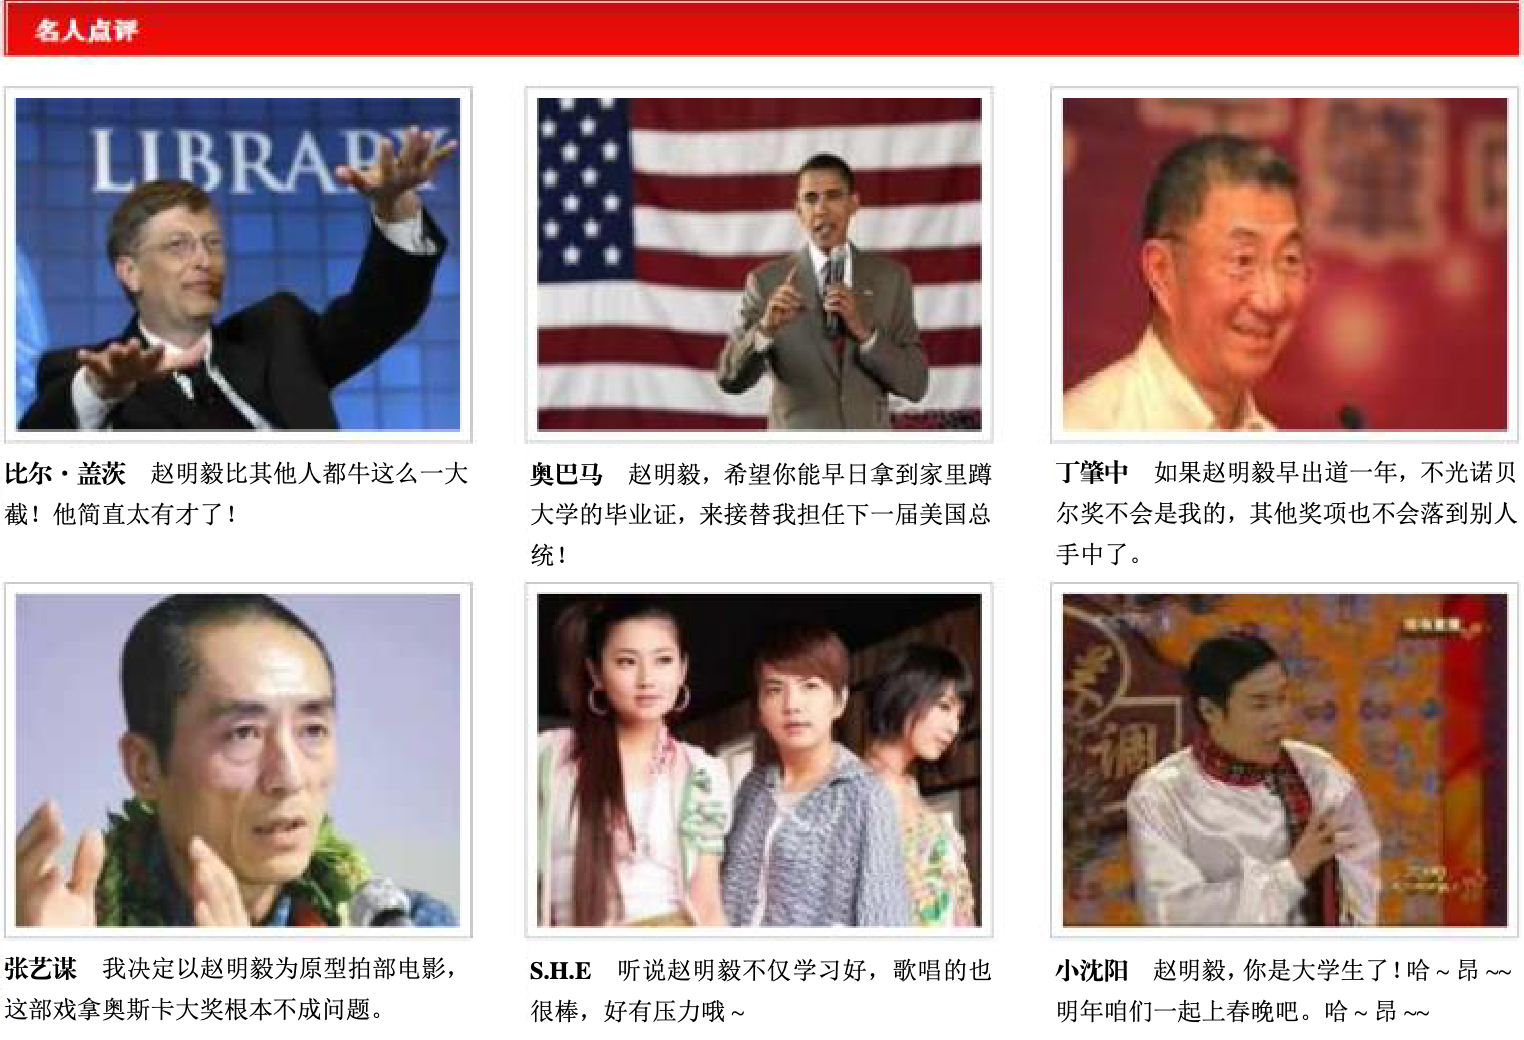 名人点评
LIBRARY
比尔·盖茨 赵明毅比其他人都牛这么一大
截！他简直太有才了！
奥巴马 赵明毅，希望你能早日拿到家里蹲
大学的毕业证，来接替我担任下一届美国总
统！
丁肇中 如果赵明毅早出道一年，不光诺贝
尔奖不会是我的，其他奖项也不会落到别人
手中了。
调
张艺谋 我决定以赵明毅为原型拍部电影，
这部戏拿奥斯卡大奖根本不成问题。
S.H.E 听说赵明毅不仅学习好，歌唱的也
很棒，好有压力哦~
小沈阳 赵明毅，你是大学生了！哈~昂~~
明年咱们一起上春晚吧。哈~昂~~